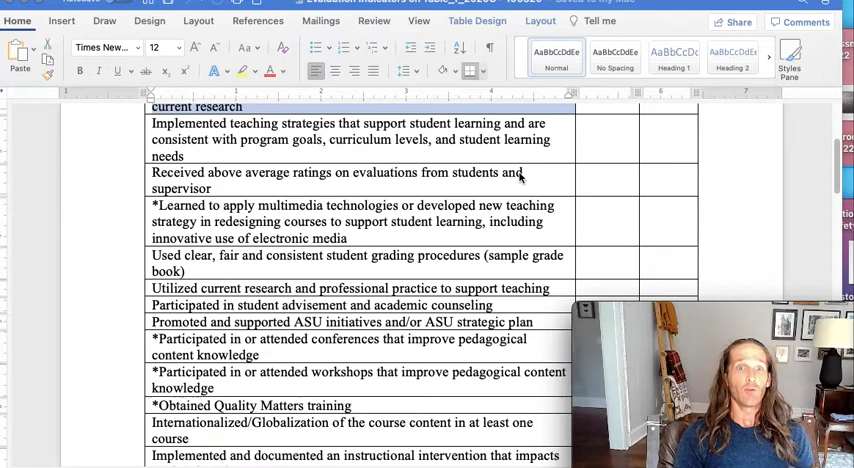 Home Insert Draw Design Layout References Mailings Review View Table Design Layout Tell me
Share Comments
Times New... 12 Aa
Paste
AaBbCcDdEe AaBbCcDdEe AaBbCcDc AaBbCcDdEe
Normal No Spacing Heading 1 Heading 2
Styles
Pane
1 1 2 3 4 6 7
current research
Implemented teaching strategies that support student learning and are
consistent with program goals, curriculum levels, and student learning
needs
Received above average ratings on evaluations from students and
supervisor
*Learned to apply multimedia technologies or developed new teaching
strategy in redesigning courses to support student learning, including
innovative use of electronic media
Used clear, fair and consistent student grading procedures (sample grade
book)
Utilized current research and professional practice to support teaching
Participated in student advisement and academic counseling
Promoted and supported ASU initiatives and/or ASU strategic plan
*Participated in or attended conferences that improve pedagogical
content knowledge
*Participated in or attended workshops that improve pedagogical content
knowledge
*Obtained Quality Matters training
Internationalized/Globalization of the course content in at least one
course
Implemented and documented an instructional intervention that impacts